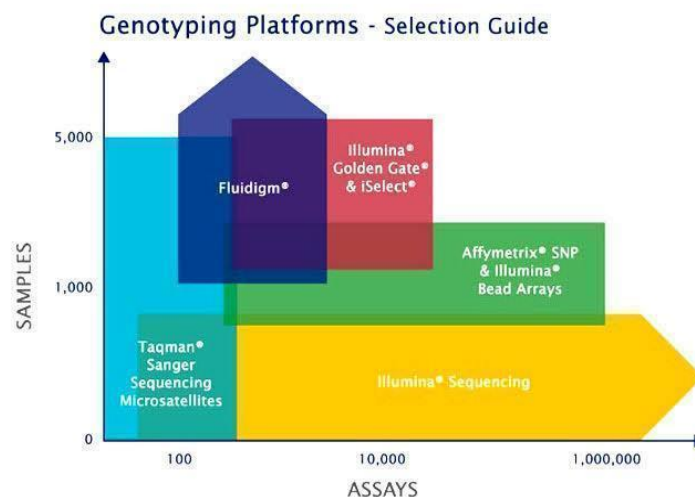 Genotyping Platforms - Selection Guide
SAMPLES
5,000
1,000
0
Fluidigm®
Illumina®
Golden Gate®
& iSelect®
Affymetrix® SNP
& Illumina®
Bead Arrays
Taqman®
Sanger
Sequencing
Microsatellites
Illumina® Sequencing
100
10,000
1,000,000
ASSAYS